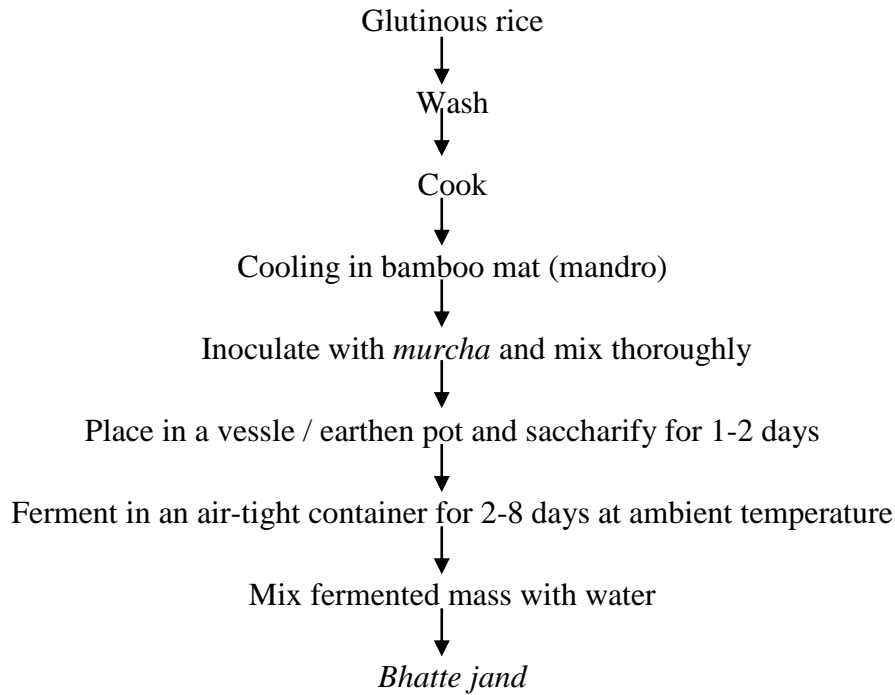 Glutinous rice
Wash
Cook
Cooling in bamboo mat (mandro)
Inoculate with murcha and mix thoroughly
Place in a vessle / earthen pot and saccharify for 1-2 days
Ferment in an air-tight container for 2-8 days at ambient temperature
Mix fermented mass with water
Bhatte jand